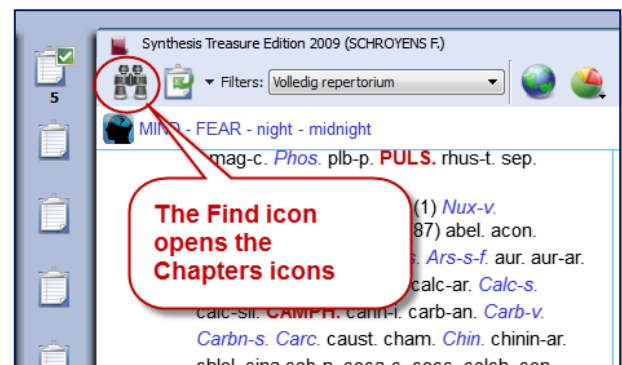 Synthesis Treasure Edition 2009 (SCHROYENS F.)
Filters: Volledig repertorium
5
MIND - FEAR - night - midnight
mag-c. Phos. plb-p. PULS. rhus-t. sep.
(1) Nux-v.
87) abel. acon.
The Find icon
opens the
Chapters icons
Ars-s-f. aur. aur-ar.
calc-ar. Calc-s.
calc-sil. CAMPH. cann-i. carb-an. Carb-v.
Carbn-s. Carc. caust. cham. Chin. chinin-ar.